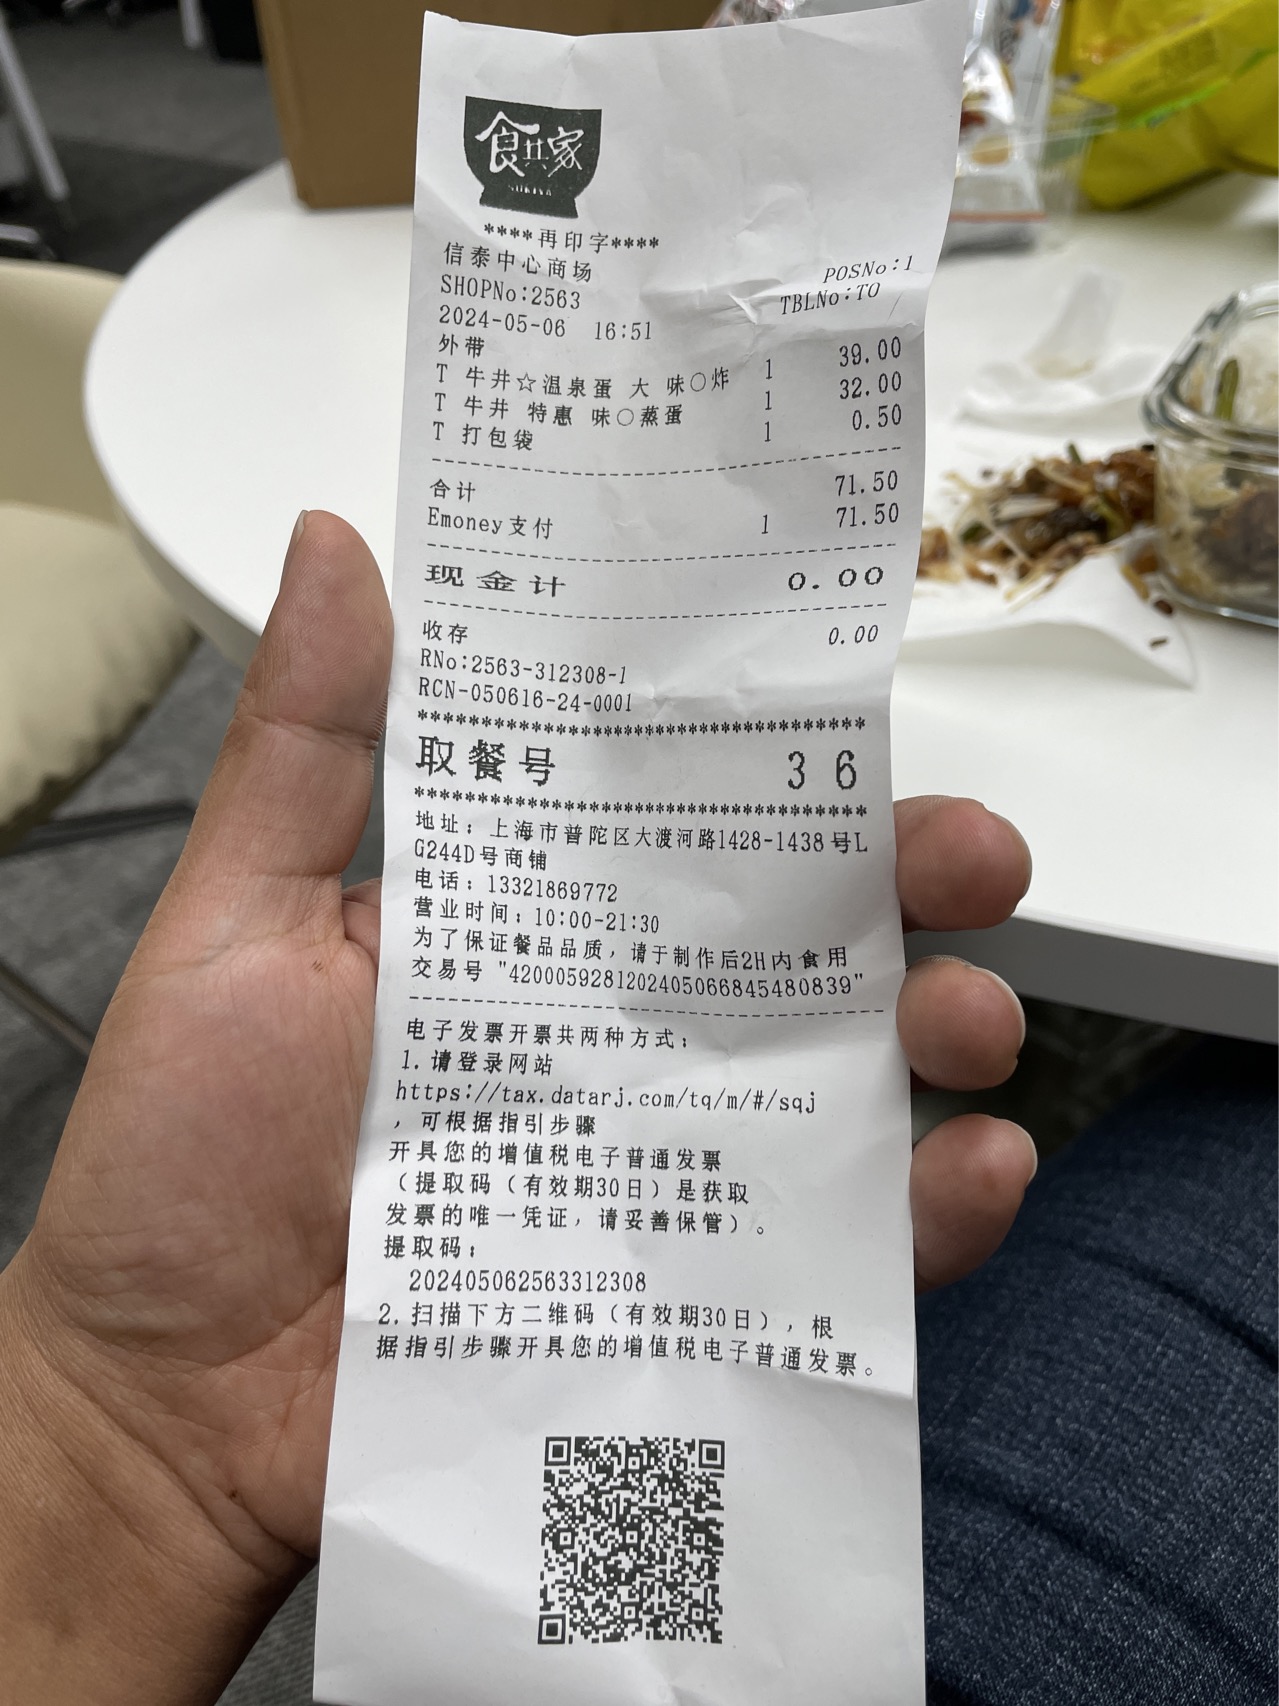 食其家
SUKIYA
****再印字****
信泰中心商场
POSNo:1
SHOPNo:2563
TBLNo:TO
2024-05-06 16:51
外带
T 牛丼☆温泉蛋 大 味○炸 1 39.00
T 牛丼 特惠 味○蒸蛋 1 32.00
T 打包袋 1 0.50
合计 71.50
Emoney支付 1 71.50
现金计 0.00
收存 0.00
RNo:2563-312308-1
RCN-050616-24-0001
取餐号 36
地址：上海市普陀区大渡河路1428-1438号L
G244D号商铺
电话：13321869772
营业时间：10:00-21:30
为了保证餐品品质，请于制作后2H内食用
交易号 "4200059281202405066845480839"
电子发票开票共两种方式：
1.请登录网站
https://tax.datarj.com/tq/m/#/sqj
，可根据指引步骤
开具您的增值税电子普通发票
（提取码（有效期30日）是获取
发票的唯一凭证，请妥善保管）。
提取码：
202405062563312308
2.扫描下方二维码（有效期30日），根
据指引步骤开具您的增值税电子普通发票。